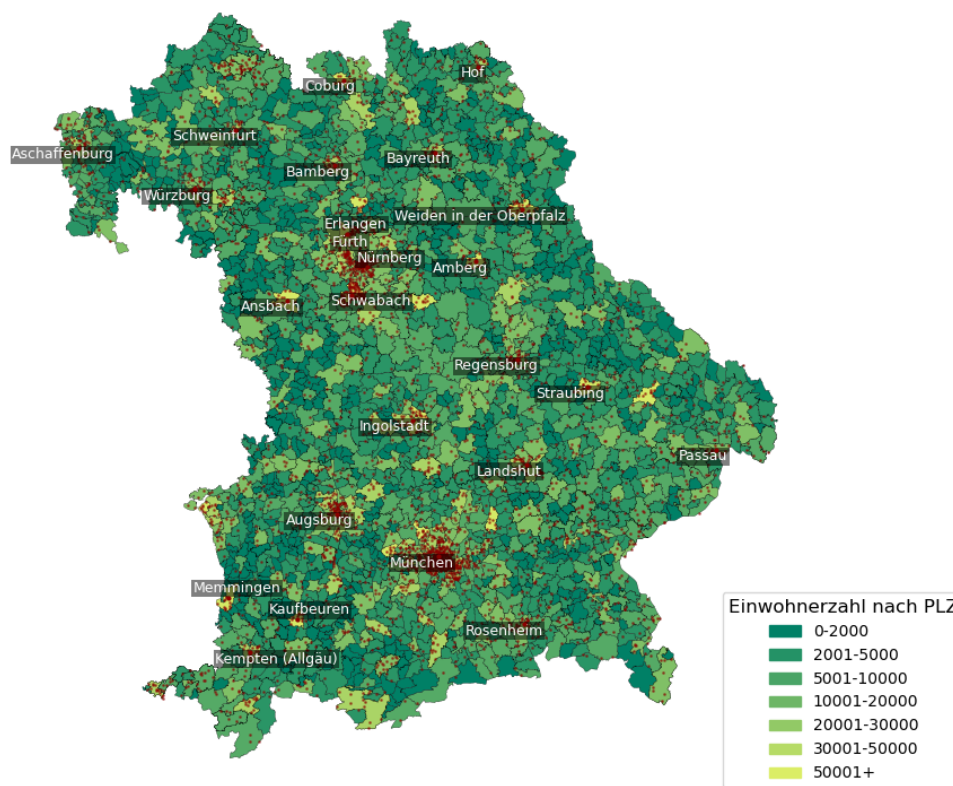 Coburg
Hof
Schweinfurt
Aschaffenburg
Bamberg
Bayreuth
Würzburg
Weiden in der Oberpfalz
Erlangen
Fürth
Nürnberg
Amberg
Ansbach
Schwabach
Regensburg
Straubing
Ingolstadt
Passau
Landshut
Augsburg
München
Memmingen
Kaufbeuren
Rosenheim
Kempten (Allgäu)
Einwohnerzahl nach PLZ
0-2000
2001-5000
5001-10000
10001-20000
20001-30000
30001-50000
50001+